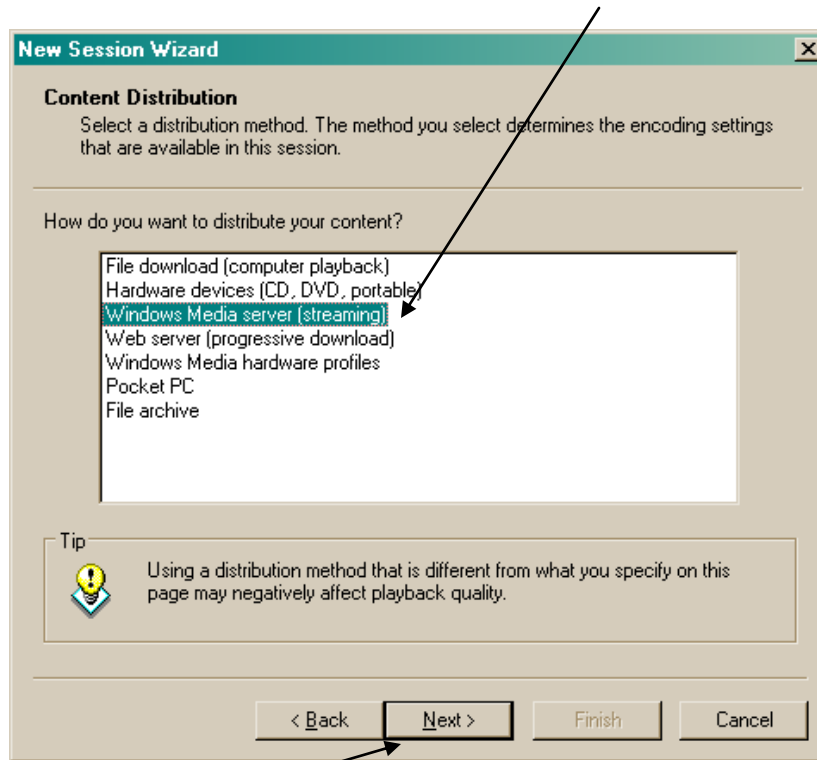 New Session Wizard
Content Distribution
Select a distribution method. The method you select determines the encoding settings
that are available in this session.
How do you want to distribute your content?
File download (computer playback)
Hardware devices (CD, DVD, portable)
Windows Media server (streaming)
Web server (progressive download)
Windows Media hardware profiles
Pocket PC
File archive
Tip
Using a distribution method that is different from what you specify on this
page may negatively affect playback quality.
< Back Next > Finish Cancel